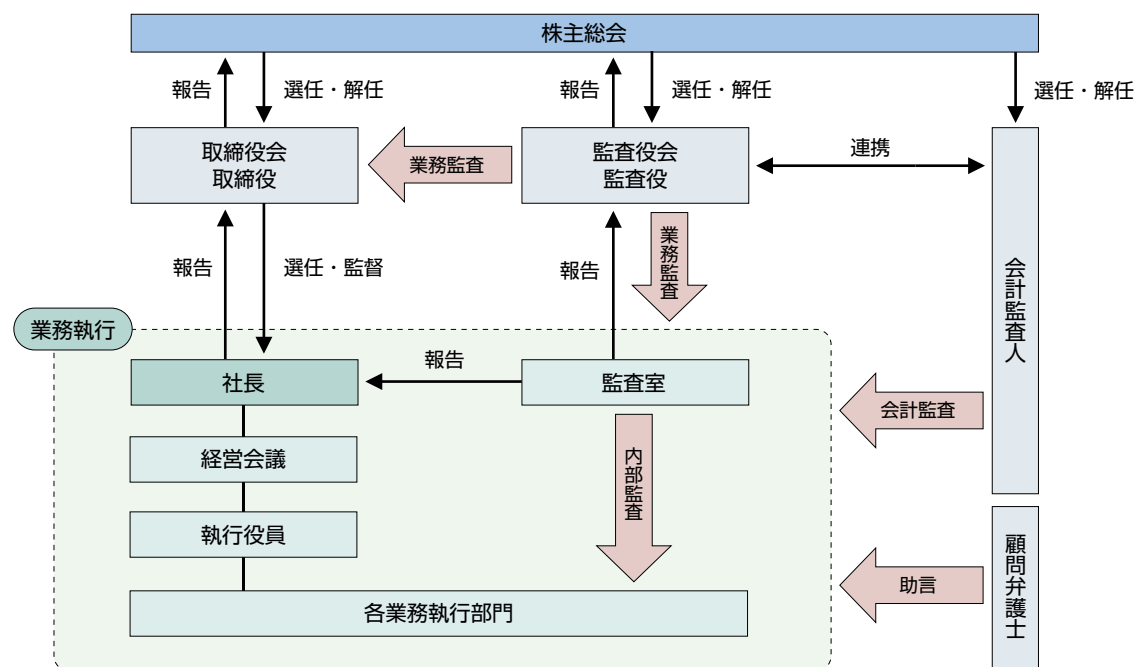 株主総会
報告
選任・解任
報告
選任・解任
選任・解任
取締役会
取締役
業務監査
監査役会
監査役
連携
会計監査人
報告
選任・監督
報告
業務監査
業務執行
社長
報告
監査室
会計監査
経営会議
内部監査
執行役員
顧問弁護士
助言
各業務執行部門